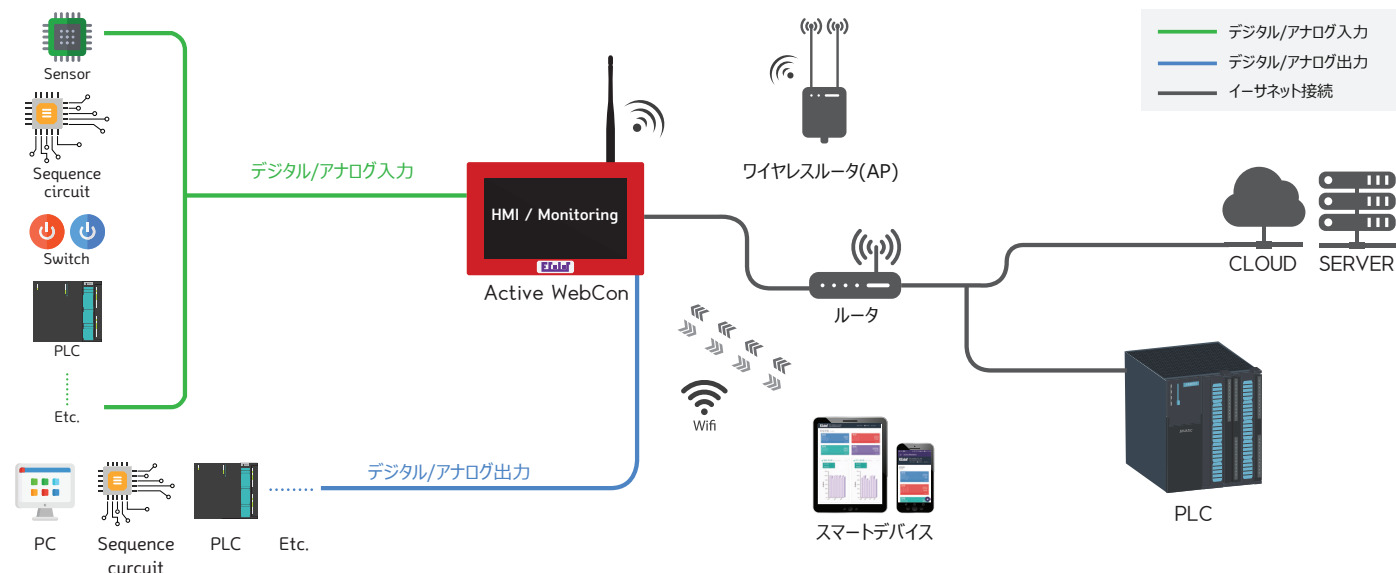 デジタル/アナログ入力
デジタル/アナログ出力
イーサネット接続
Sensor
Sequence
circuit
Switch
PLC
Etc.
デジタル/アナログ入力
HMI / Monitoring
Active WebCon
ワイヤレスルータ(AP)
ルータ
CLOUD
SERVER
Wifi
スマートデバイス
PLC
デジタル/アナログ出力
PC
Sequence
curcuit
PLC
Etc.